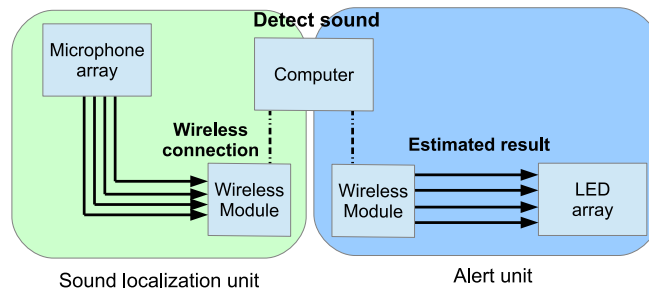 Detect sound
Microphone
array
Computer
Wireless
connection
Estimated result
Wireless
Module
Wireless
Module
LED
array
Sound localization unit
Alert unit